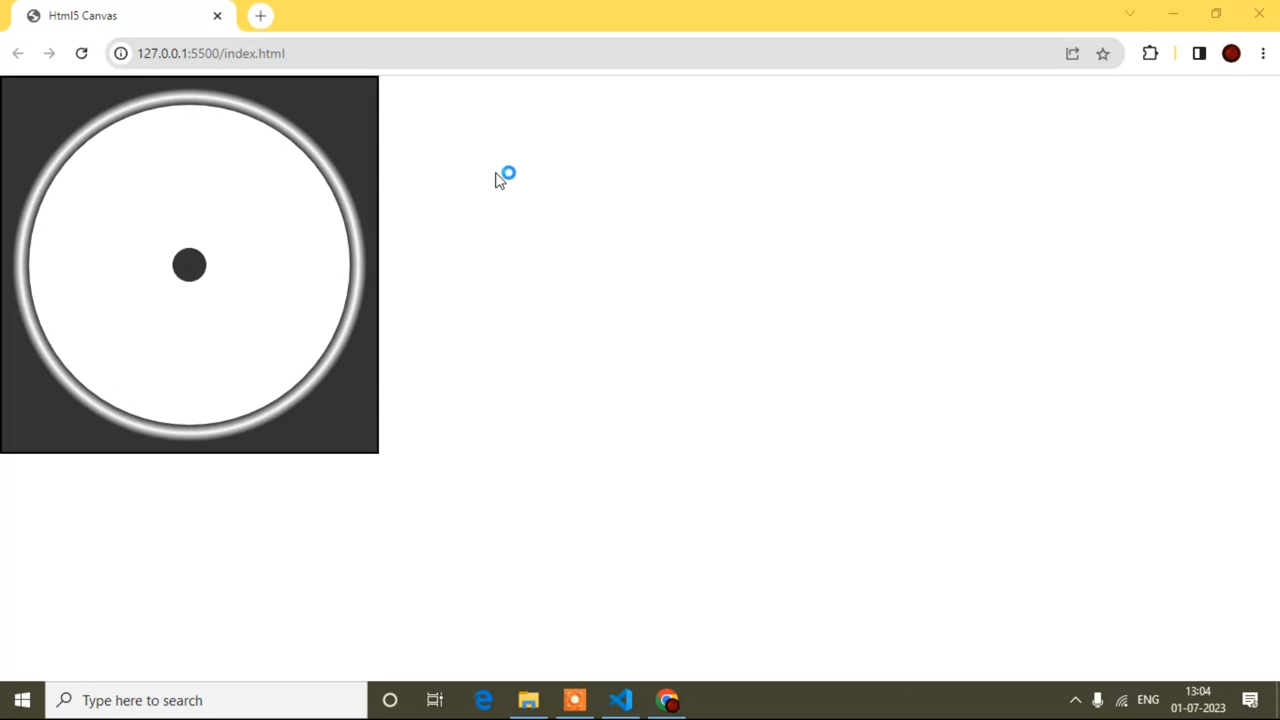 Html5 Canvas
127.0.0.1:5500/index.html
Type here to search
ENG
13:04
01-07-2023